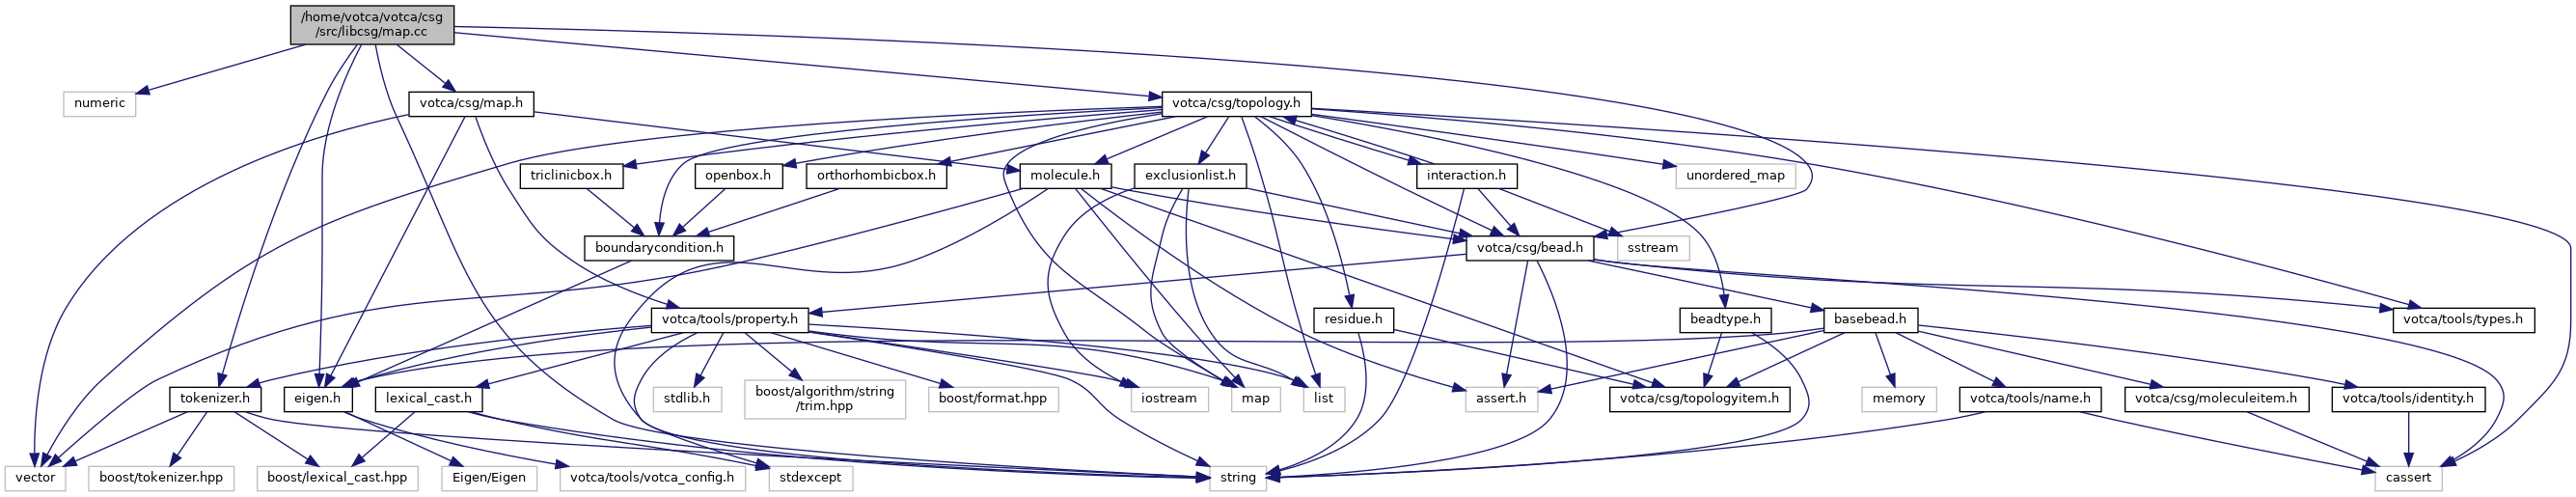 /home/votca/votca/csg
/src/libcsg/map.cc
numeric
votca/csg/map.h
votca/csg/topology.h
triclinicbox.h
openbox.h
orthorhombicbox.h
molecule.h
exclusionlist.h
interaction.h
unordered_map
boundarycondition.h
votca/csg/bead.h
sstream
votca/tools/property.h
residue.h
beadtype.h
basebead.h
votca/tools/types.h
tokenizer.h
eigen.h
lexical_cast.h
stdlib.h
boost/algorithm/string
/trim.hpp
boost/format.hpp
iostream
map
list
assert.h
votca/csg/topologyitem.h
memory
votca/tools/name.h
votca/csg/moleculeitem.h
votca/tools/identity.h
vector
boost/tokenizer.hpp
boost/lexical_cast.hpp
Eigen/Eigen
votca/tools/votca_config.h
stdexcept
string
cassert